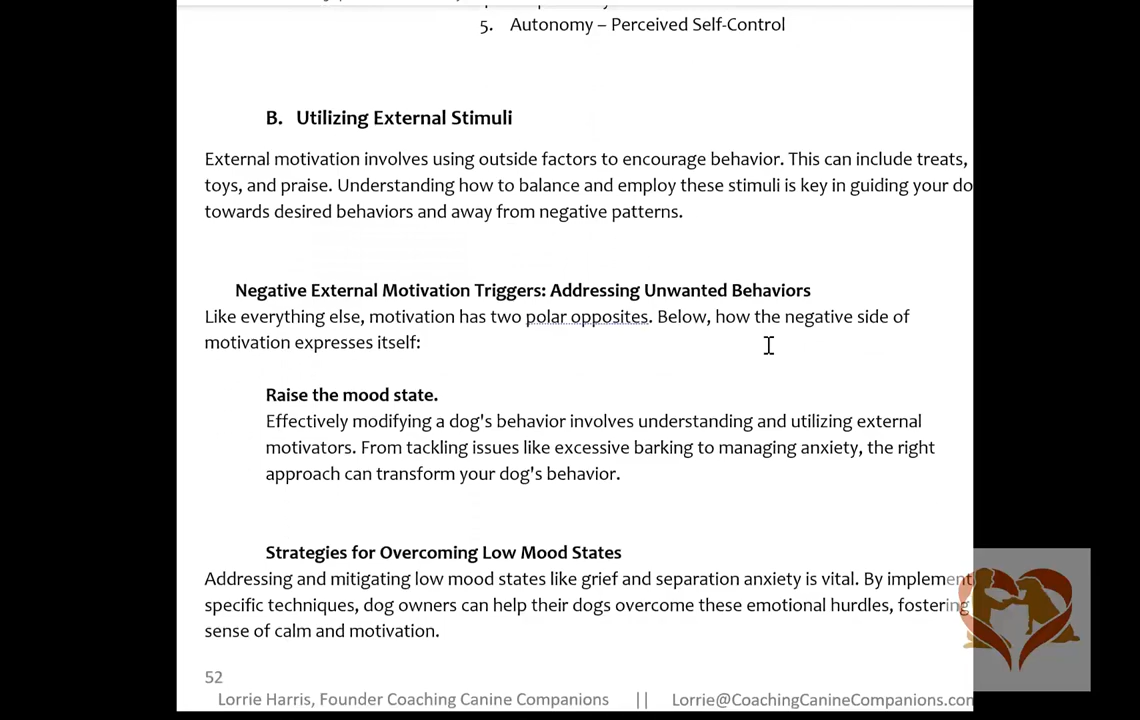 5. Autonomy – Perceived Self-Control
B. Utilizing External Stimuli
External motivation involves using outside factors to encourage behavior. This can include treats,
toys, and praise. Understanding how to balance and employ these stimuli is key in guiding your do
towards desired behaviors and away from negative patterns.
Negative External Motivation Triggers: Addressing Unwanted Behaviors
Like everything else, motivation has two polar opposites. Below, how the negative side of
motivation expresses itself:
Raise the mood state.
Effectively modifying a dog's behavior involves understanding and utilizing external
motivators. From tackling issues like excessive barking to managing anxiety, the right
approach can transform your dog's behavior.
Strategies for Overcoming Low Mood States
Addressing and mitigating low mood states like grief and separation anxiety is vital. By implement
specific techniques, dog owners can help their dogs overcome these emotional hurdles, fostering
sense of calm and motivation.
52
Lorrie Harris, Founder Coaching Canine Companions || Lorrie@CoachingCanineCompanions.com